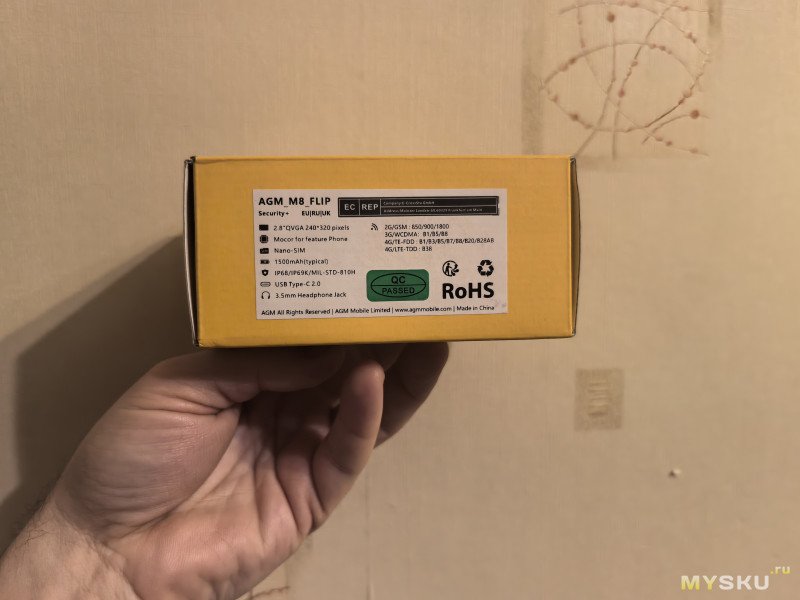 AGM_M8_FLIP
Security+ EU|RU|UK
EC REP
2.8"QVGA 240*320 pixels
Mocor for feature Phone
Nano-SIM
1500mAh(typical)
IP68/IP69K/MIL-STD-810H
USB Type-C 2.0
3.5mm Headphone Jack
2G/GSM : 850/900/1800
3G/WCDMA: B1/B5/B8
4G/TE-FDD : B1/B3/B5/B7/B8/B20/B28AB
4G/LTE-TDD : B38
QC
PASSED
RoHS
AGM All Rights Reserved | AGM Mobile Limited | www.agmmobile.com | Made in China
MYSKU.ru